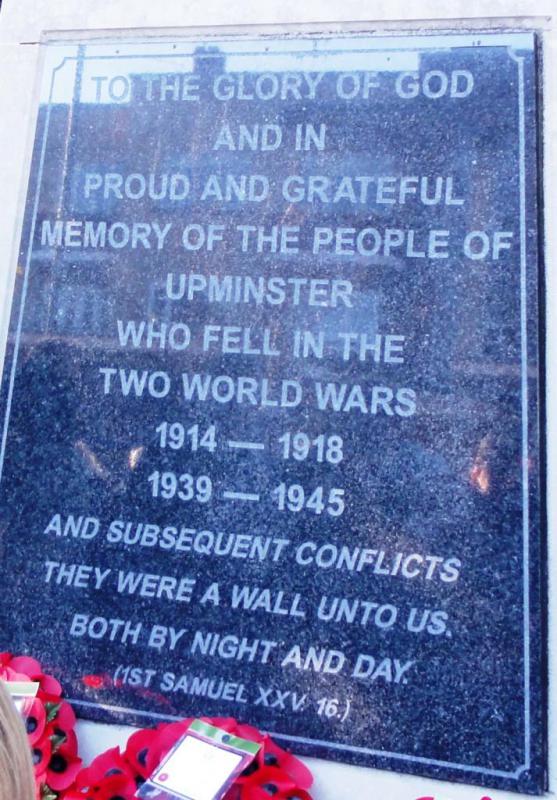 TO THE GLORY OF GOD
AND IN
PROUD AND GRATEFUL
MEMORY OF THE PEOPLE OF
UPMINSTER
WHO FELL IN THE
TWO WORLD WARS
1914 — 1918
1939 — 1945
AND SUBSEQUENT CONFLICTS
THEY WERE A WALL UNTO US.
BOTH BY NIGHT AND DAY.
(1ST SAMUEL XXV 16.)